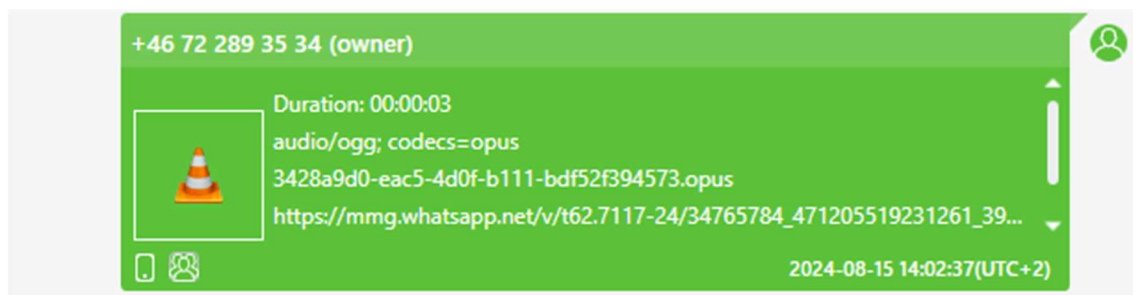 +46 72 289 35 34 (owner)
Duration: 00:00:03
audio/ogg; codecs=opus
3428a9d0-eac5-4d0f-b111-bdf52f394573.opus
https://mmg.whatsapp.net/v/t62.7117-24/34765784_471205519231261_39...
2024-08-15 14:02:37(UTC+2)